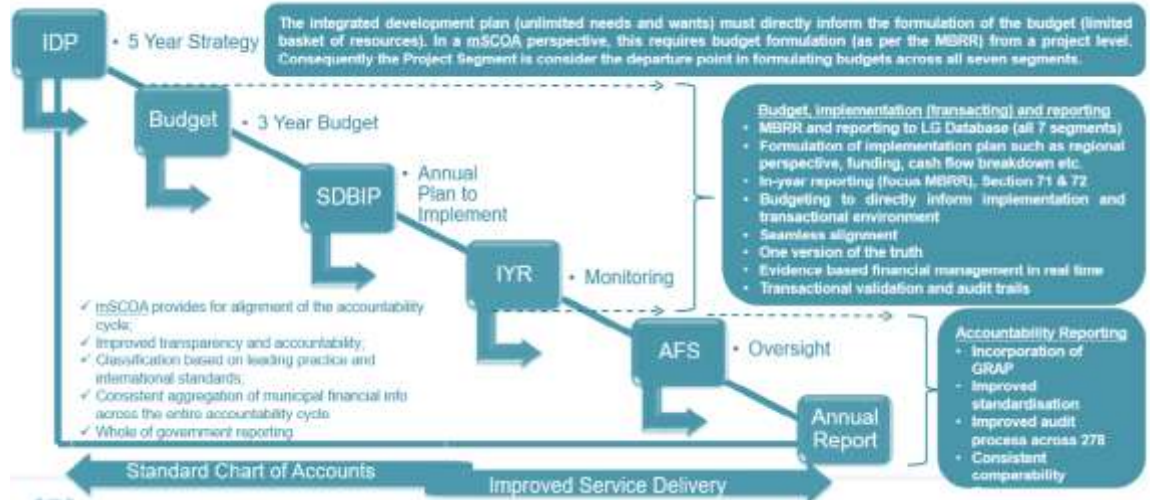 The integrated development plan (unlimited needs and wants) must directly inform the formulation of the budget (limited
basket of resources). In a mSCOA perspective, this requires budget formulation (as per the MBRR) from a project level.
Consequently the Project Segment is consider the departure point in formulating budgets across all seven segments.
IDP
• 5 Year Strategy
Budget
• 3 Year Budget
SDBIP
• Annual
Plan to
Implement
IYR
• Monitoring
AFS
• Oversight
Annual
Report
Budget, implementation (transacting) and reporting
• MBRR and reporting to LG Database (all 7 segments)
• Formulation of implementation plan such as regional
perspective, funding, cash flow breakdown etc.
• In-year reporting (focus MBRR), Section 71 & 72
• Budgeting to directly inform implementation and
transactional environment
• Seamless alignment
• One version of the truth
• Evidence based financial management in real time
• Transactional validation and audit trails
✓ mSCOA provides for alignment of the accountability
cycle;
✓ Improved transparency and accountability;
✓ Classification based on leading practice and
international standards;
✓ Consistent aggregation of municipal financial info
across the entire accountability cycle
✓ Whole of government reporting
Accountability Reporting
• Incorporation of
GRAP
• Improved
standardisation
• Improved audit
process across 278
• Consistent
comparability
Standard Chart of Accounts
Improved Service Delivery